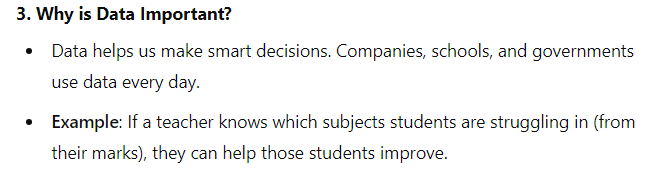 3. Why is Data Important?
• Data helps us make smart decisions. Companies, schools, and governments
use data every day.
• Example: If a teacher knows which subjects students are struggling in (from
their marks), they can help those students improve.